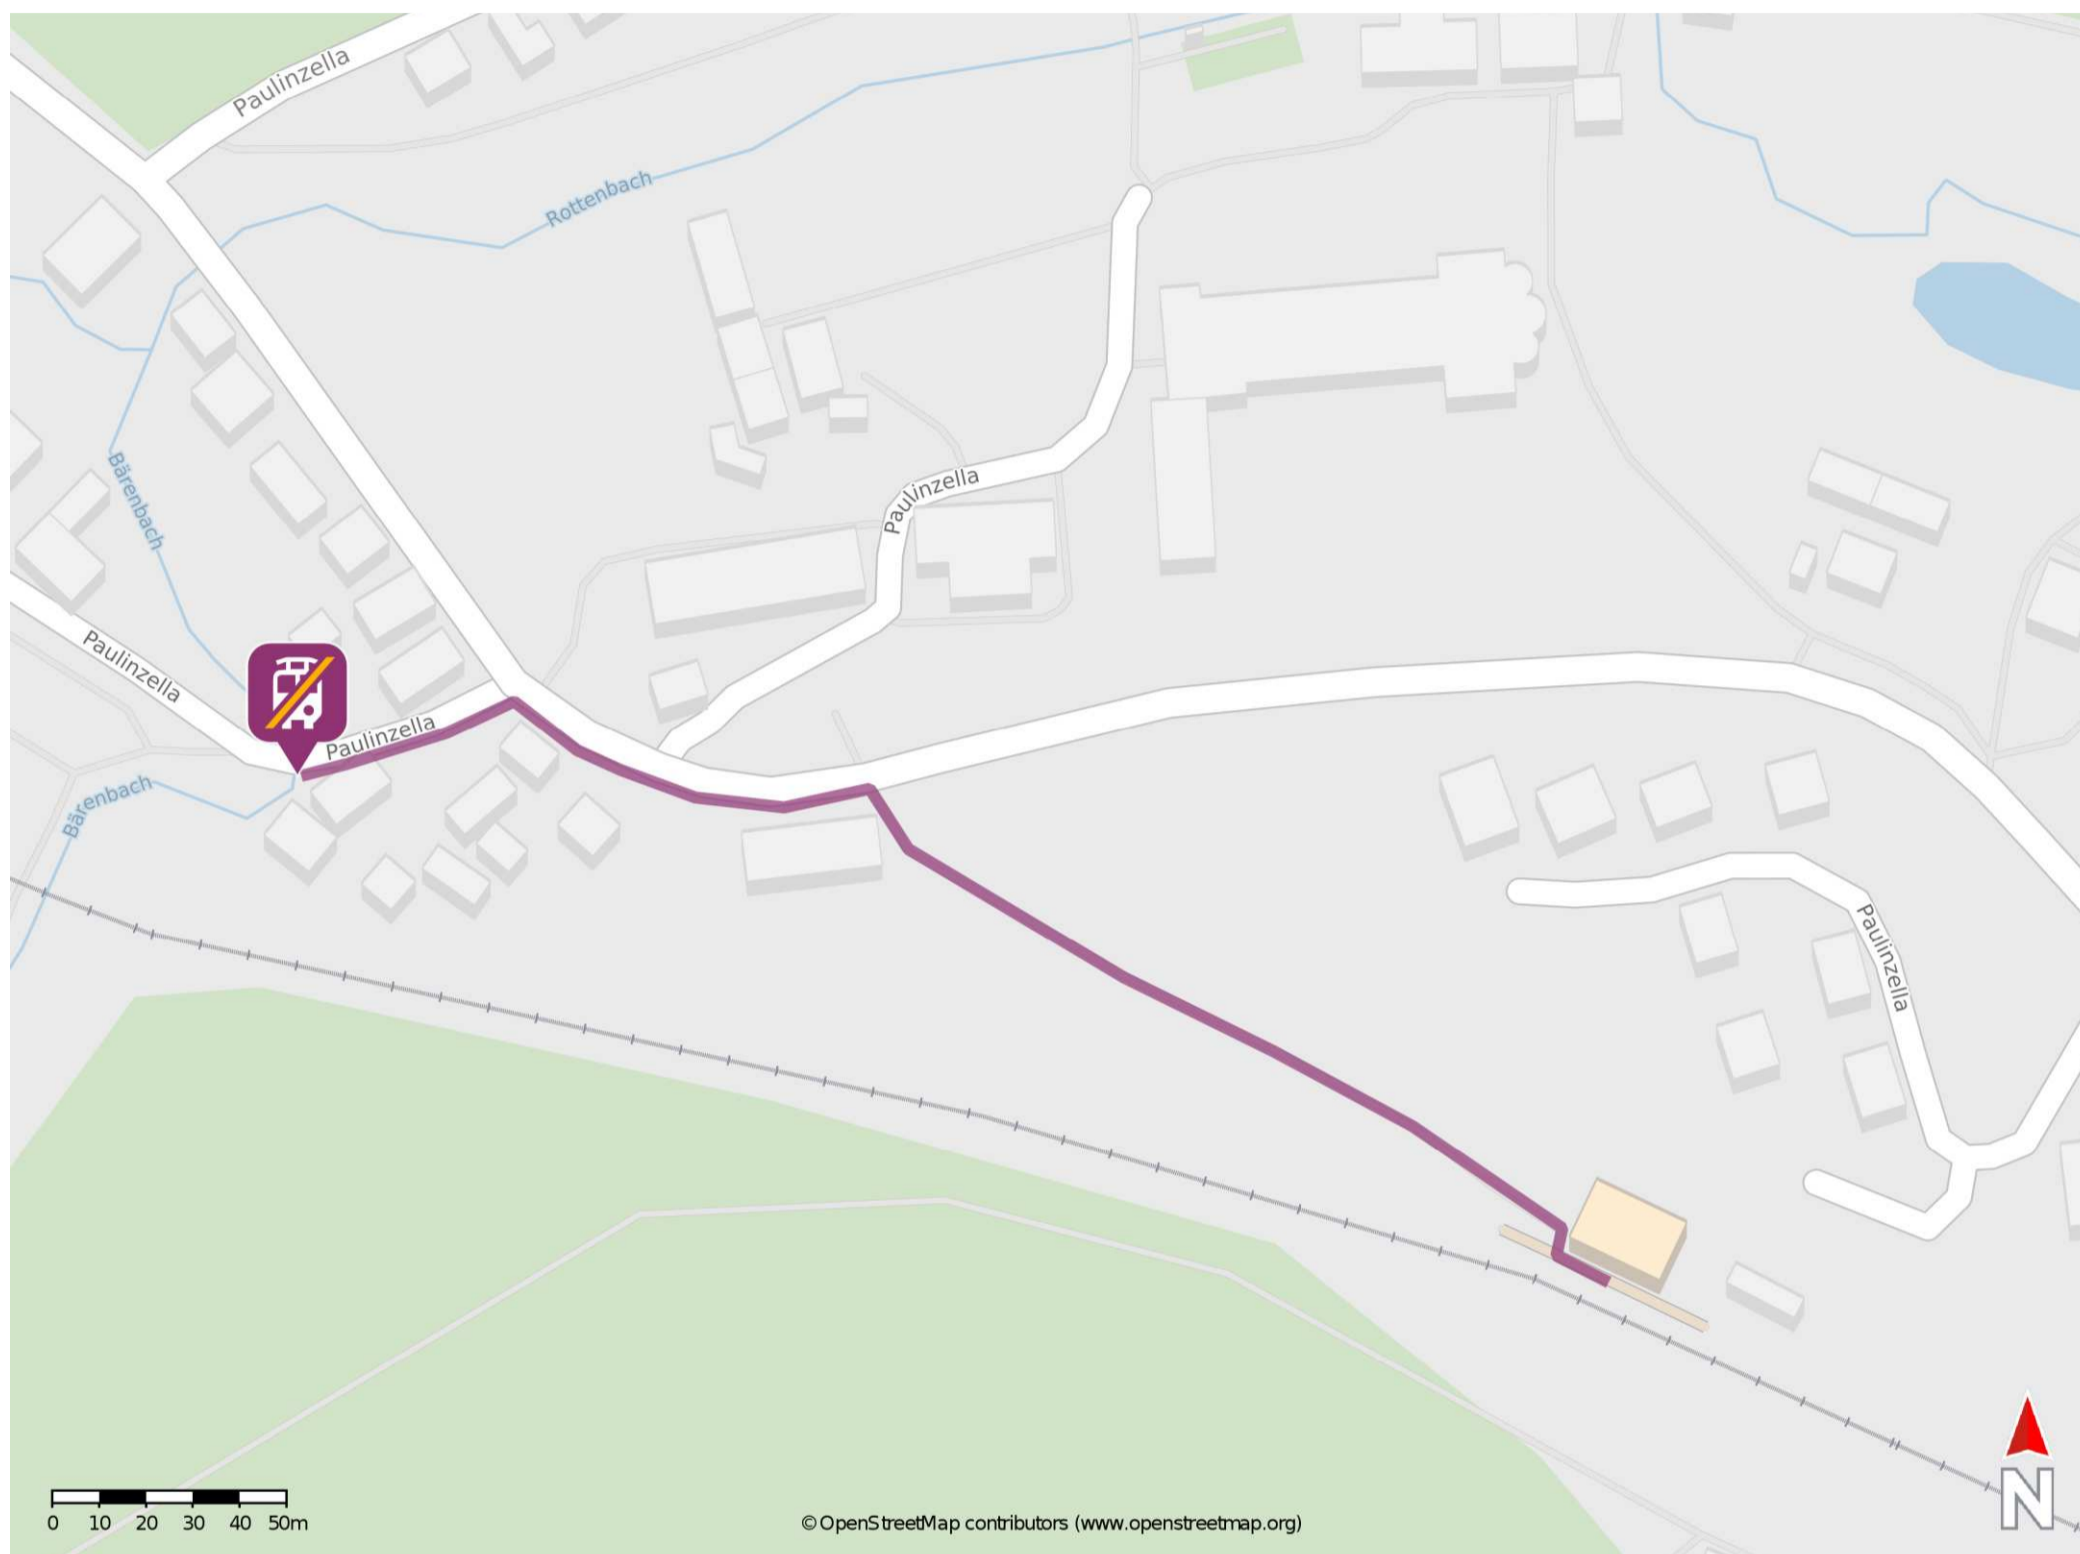 Paulinzella
Rottenbach
Bärenbach
Paulinzella
Paulinzella
Paulinzella
Bärenbach
Paulinzella
0 10 20 30 40 50m
© OpenStreetMap contributors (www.openstreetmap.org)
N